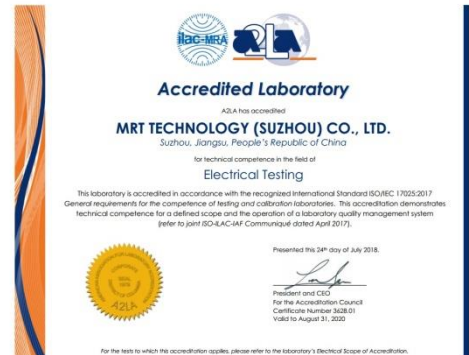 ilac-MRA
A2LA
Accredited Laboratory
A2LA has accredited
MRT TECHNOLOGY (SUZHOU) CO., LTD.
Suzhou, Jiangsu, People's Republic of China
for technical competence in the field of
Electrical Testing
This laboratory is accredited in accordance with the recognized International Standard ISO/IEC 17025:2017
General requirements for the competence of testing and calibration laboratories. This accreditation demonstrates
technical competence for a defined scope and the operation of a laboratory quality management system
(refer to joint ISO-ILAC-IAF Communiqué dated April 2017).
Presented this 24th day of July 2018.
President and CEO
For the Accreditation Council
Certificate Number 3628.01
Valid to August 31, 2020
CORPORATE
SEAL
1978
A2LA
For the tests to which this accreditation applies, please refer to the laboratory's Electrical Scope of Accreditation.